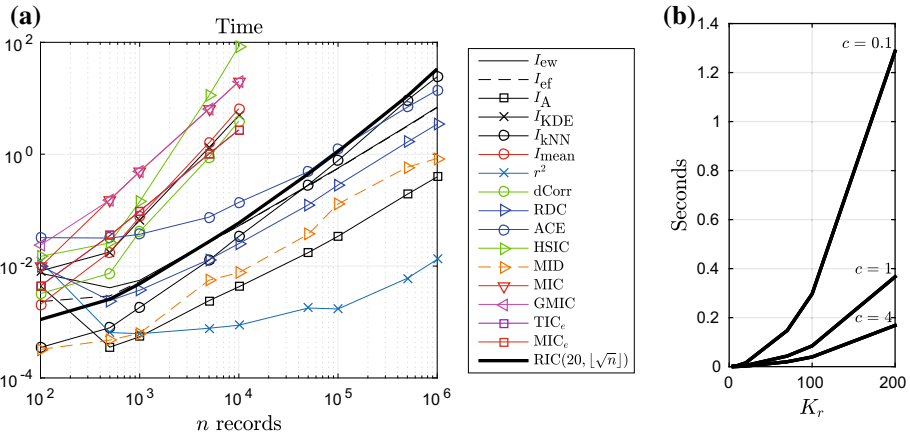 (a)
Time
10^2
10^0
10^-2
10^-4
10^2 10^3 10^4 10^5 10^6
n records
I_ew
I_ef
I_A
I_KDE
I_kNN
I_mean
r^2
dCorr
RDC
ACE
HSIC
MID
MIC
GMIC
TIC_e
MIC_e
RIC(20, ⌊√n⌋)
(b)
1.4
1.2
1
0.8
0.6
0.4
0.2
0
Seconds
c = 0.1
c = 1
c = 4
0 100 200
K_r